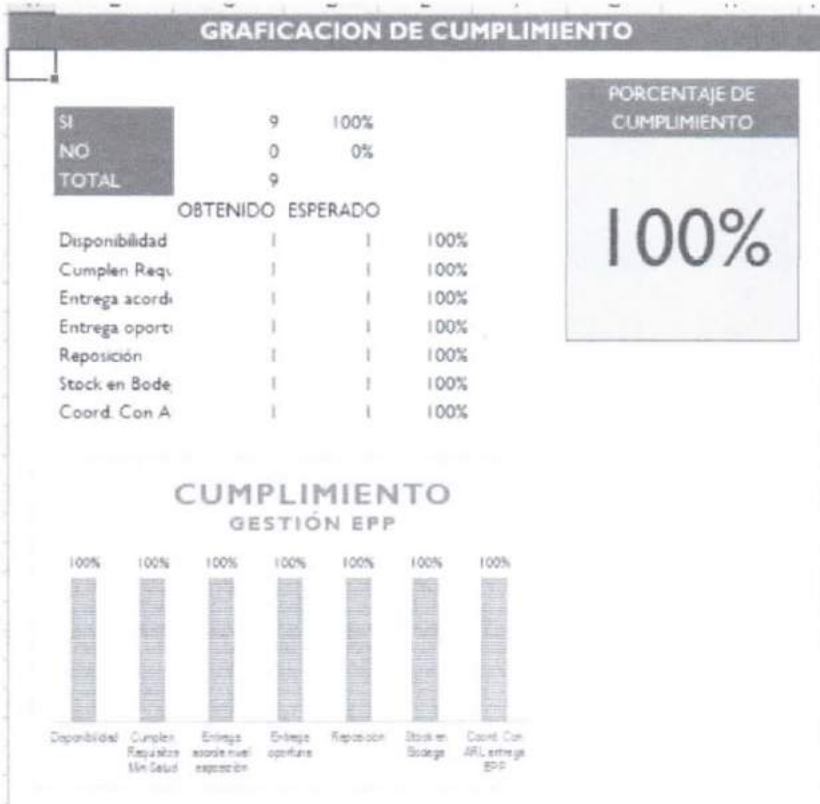 GRAFICACION DE CUMPLIMIENTO
PORCENTAJE DE
CUMPLIMIENTO
100%
SI 9 100%
NO 0 0%
TOTAL 9
OBTENIDO ESPERADO
Disponibilidad 1 1 100%
Cumplen Requ 1 1 100%
Entrega acord 1 1 100%
Entrega oport 1 1 100%
Reposición 1 1 100%
Stock en Bode 1 1 100%
Coord. Con A 1 1 100%
CUMPLIMIENTO
GESTIÓN EPP
100% 100% 100% 100% 100% 100% 100%
Disponibilidad
Cumplen
Requisitos
Min Salud
Entrega
acorde nivel
exposición
Entrega
oportuna
Reposición
Stock en
Bodega
Coord. Con
ARL entrega
EPP